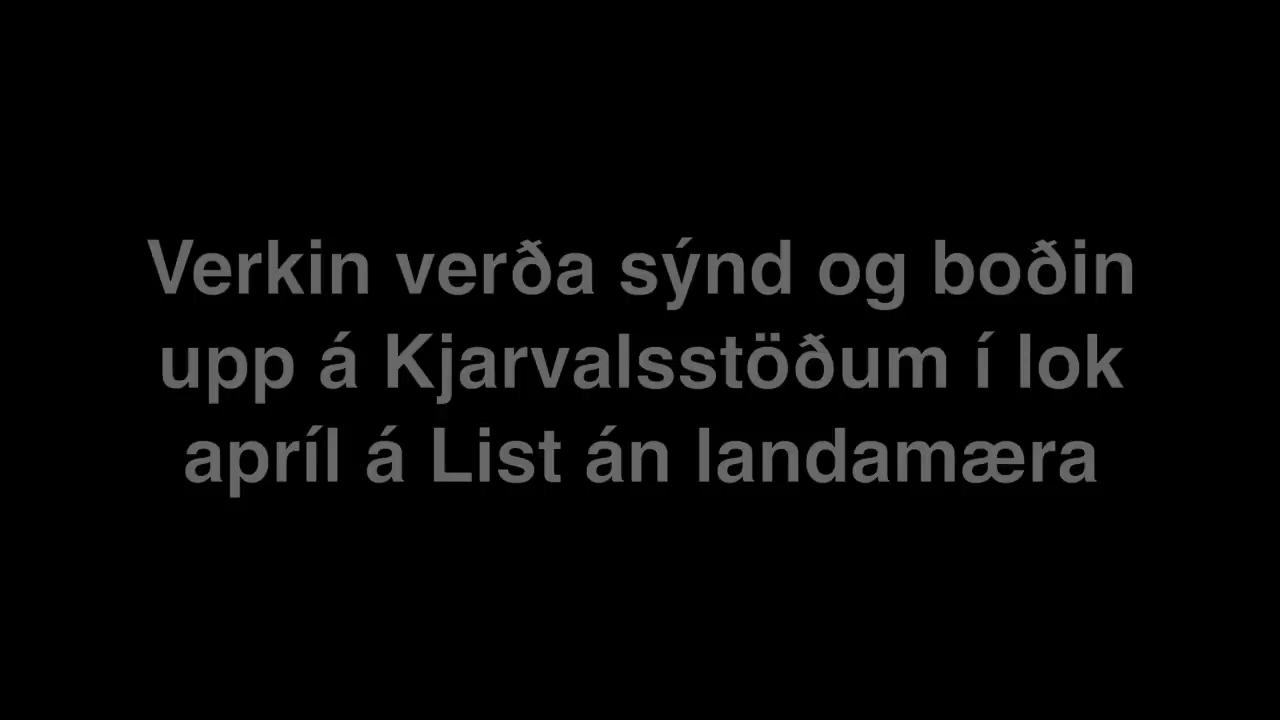 Verkin verða sýnd og boðin
upp á Kjarvalsstöðum í lok
apríl á List án landamæra